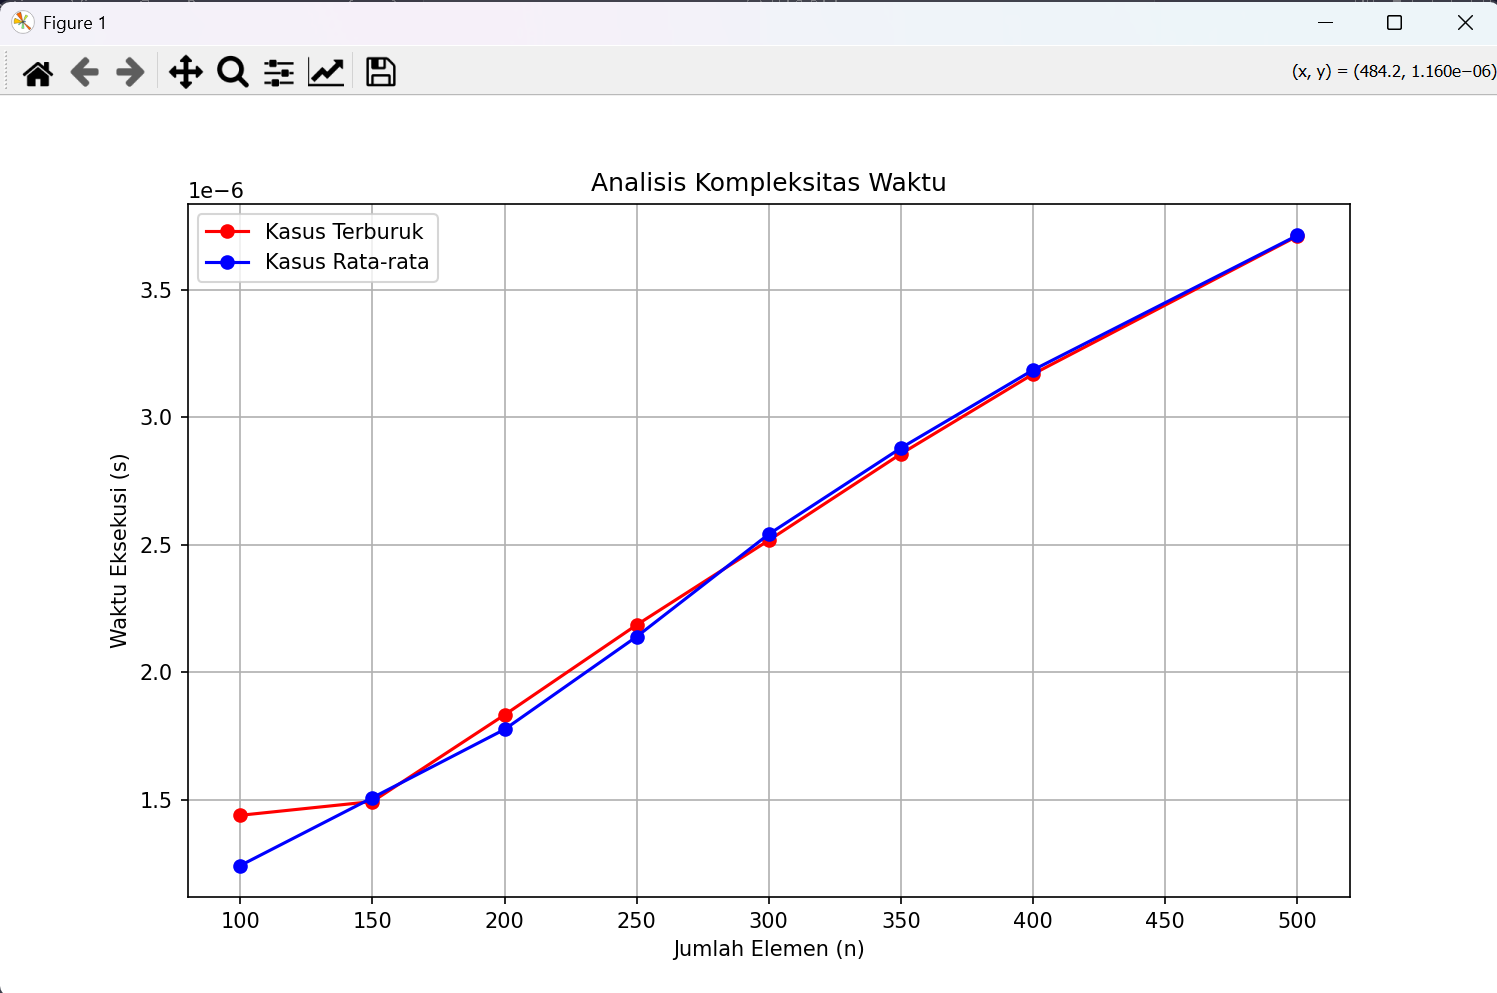 Figure 1
(x, y) = (484.2, 1.160e−06)
Analisis Kompleksitas Waktu
1e−6
Kasus Terburuk
Kasus Rata-rata
3.5
3.0
2.5
2.0
1.5
Waktu Eksekusi (s)
100 150 200 250 300 350 400 450 500
Jumlah Elemen (n)